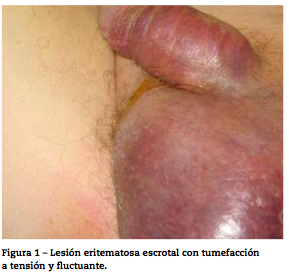 Figura 1 – Lesión eritematosa escrotal con tumefacción
a tensión y fluctuante.